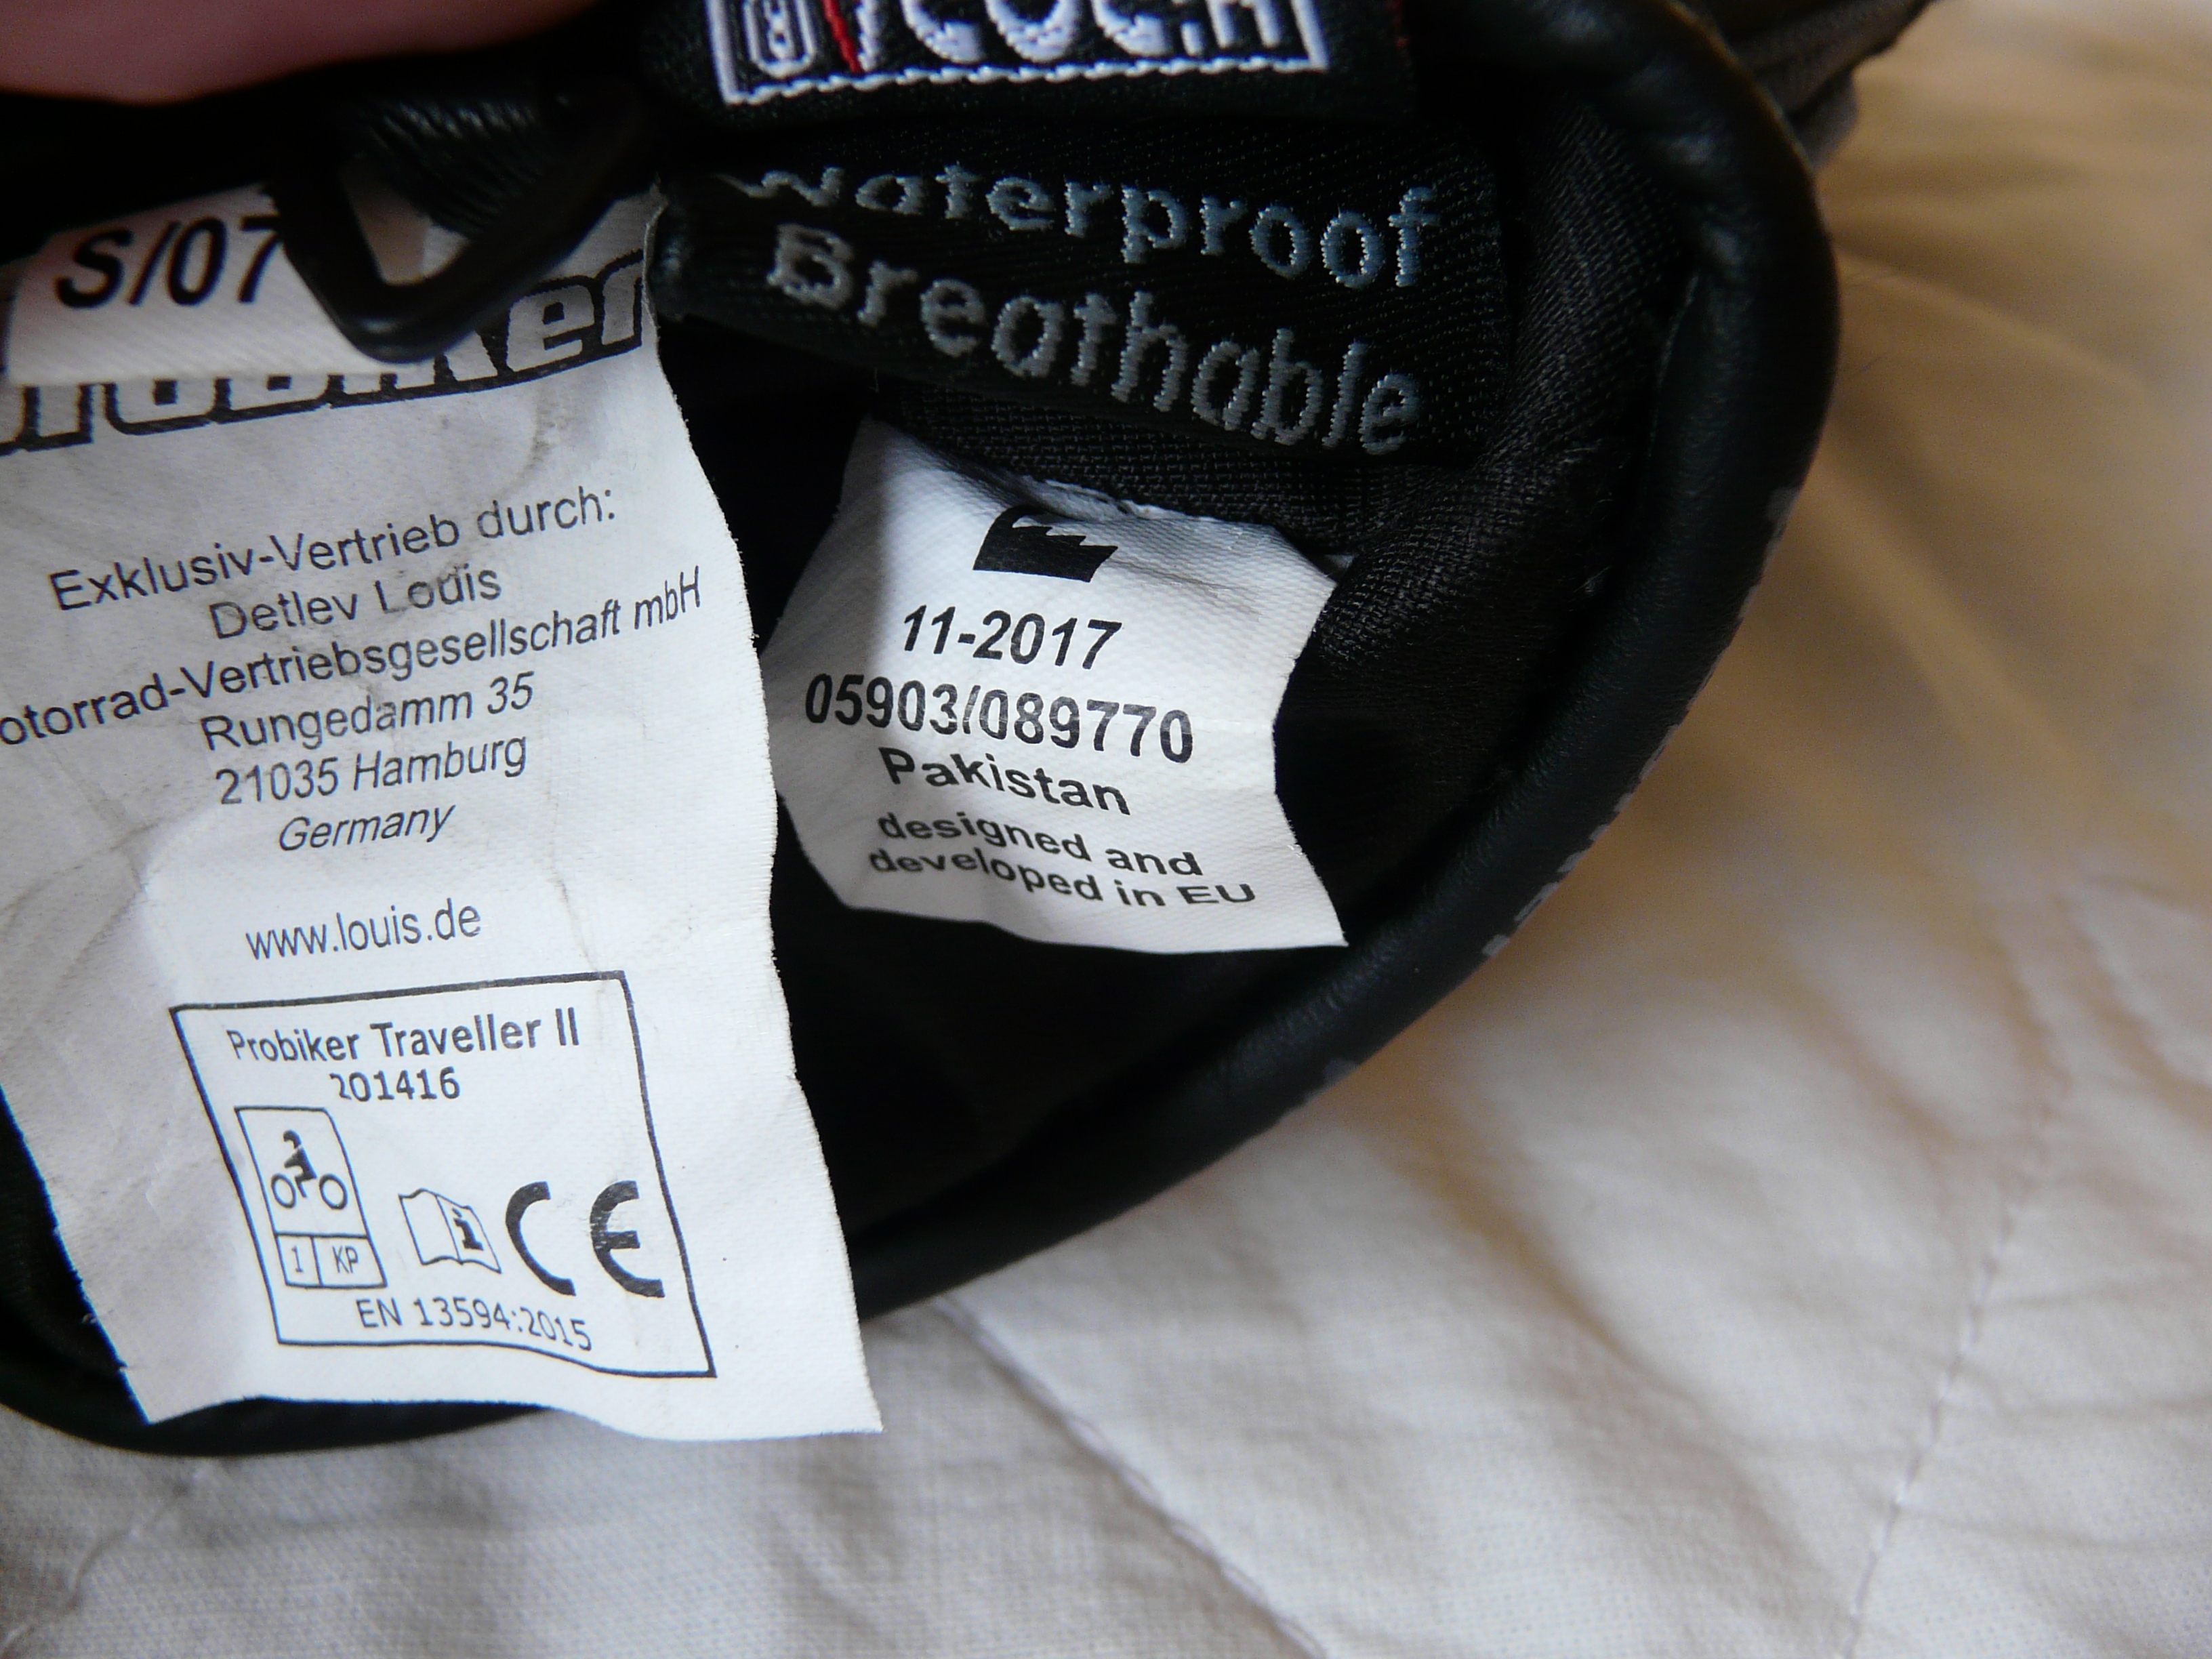 Waterproof
Breathable
S/07
Exklusiv-Vertrieb durch:
Detlev Louis
otorrad-Vertriebsgesellschaft mbH
Rungedamm 35
21035 Hamburg
Germany
www.louis.de
Probiker Traveller II
201416
1 KP
i
CE
EN 13594:2015
11-2017
05903/089770
Pakistan
designed and
developed in EU